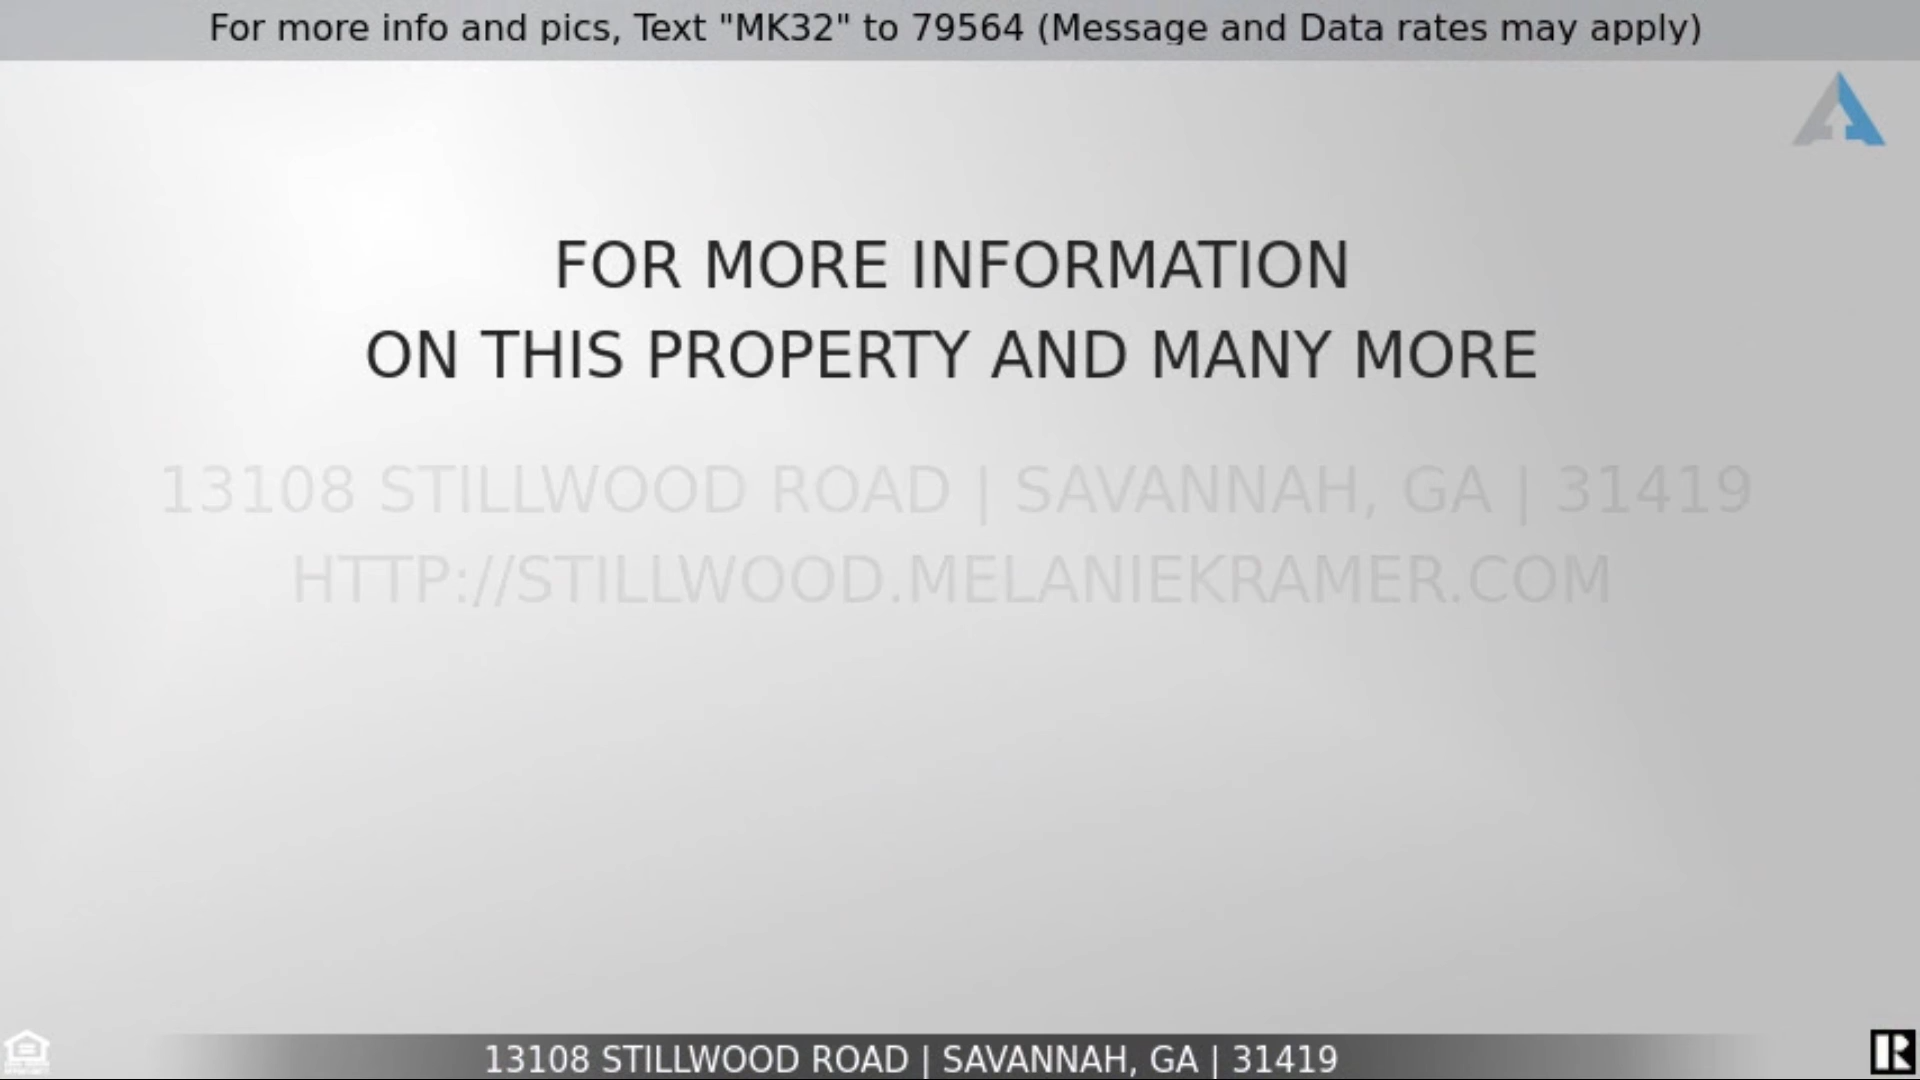 For more info and pics, Text "MK32" to 79564 (Message and Data rates may apply)
FOR MORE INFORMATION
ON THIS PROPERTY AND MANY MORE
13108 STILLWOOD ROAD | SAVANNAH, GA | 31419
HTTP://STILLWOOD.MELANIEKRAMER.COM
13108 STILLWOOD ROAD | SAVANNAH, GA | 31419